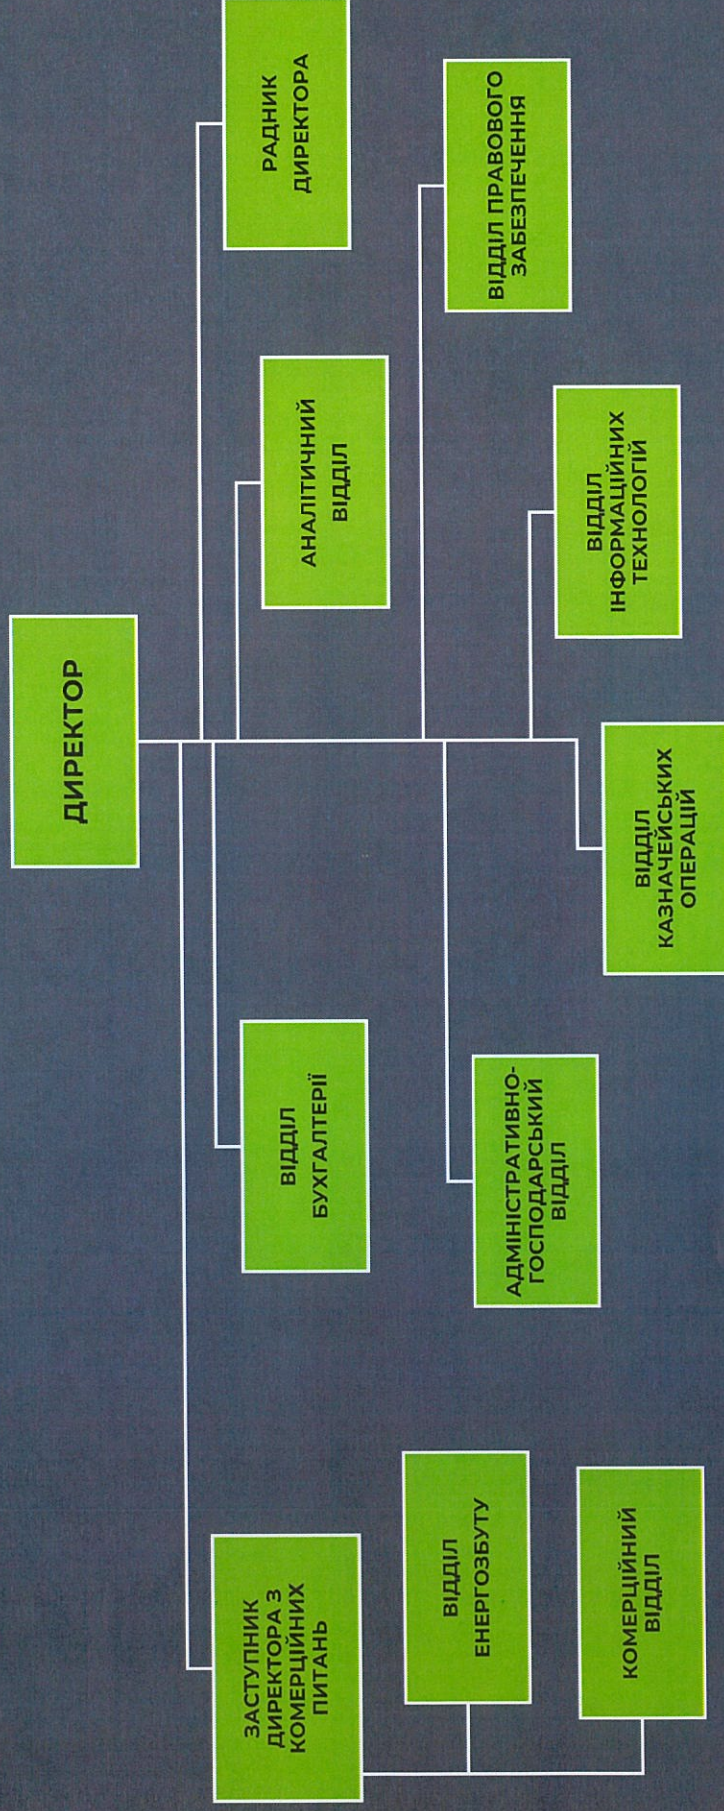 ДИРЕКТОР
ЗАСТУПНИК
ДИРЕКТОРА З
КОМЕРЦІЙНИХ
ПИТАНЬ
ВІДДІЛ
БУХГАЛТЕРІЇ
АНАЛІТИЧНИЙ
ВІДДІЛ
РАДНИК
ДИРЕКТОРА
ВІДДІЛ
ЕНЕРГОЗБУТУ
АДМІНІСТРАТИВНО-
ГОСПОДАРСЬКИЙ
ВІДДІЛ
ВІДДІЛ ПРАВОВОГО
ЗАБЕЗПЕЧЕННЯ
КОМЕРЦІЙНИЙ
ВІДДІЛ
ВІДДІЛ
КАЗНАЧЕЙСЬКИХ
ОПЕРАЦІЙ
ВІДДІЛ
ІНФОРМАЦІЙНИХ
ТЕХНОЛОГІЙ